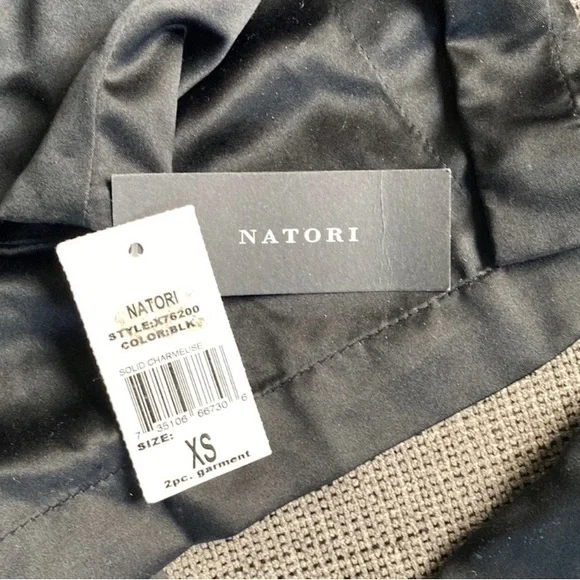 NATORI
NATORI
STYLE:X76200
COLOR:BLK
SOLID CHARMEUSE
7 35106 66730 6
SIZE:
XS
2pc. garment